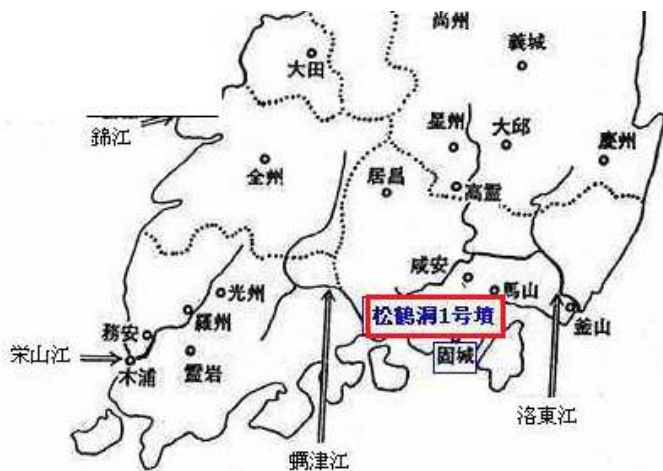 尚州
義城
大田
錦江
星州
大邱
慶州
全州
居昌
高霊
咸安
光州
馬山
羅州
松鶴洞1号墳
釜山
務安
栄山江
固城
木浦
霊岩
洛東江
蟾津江